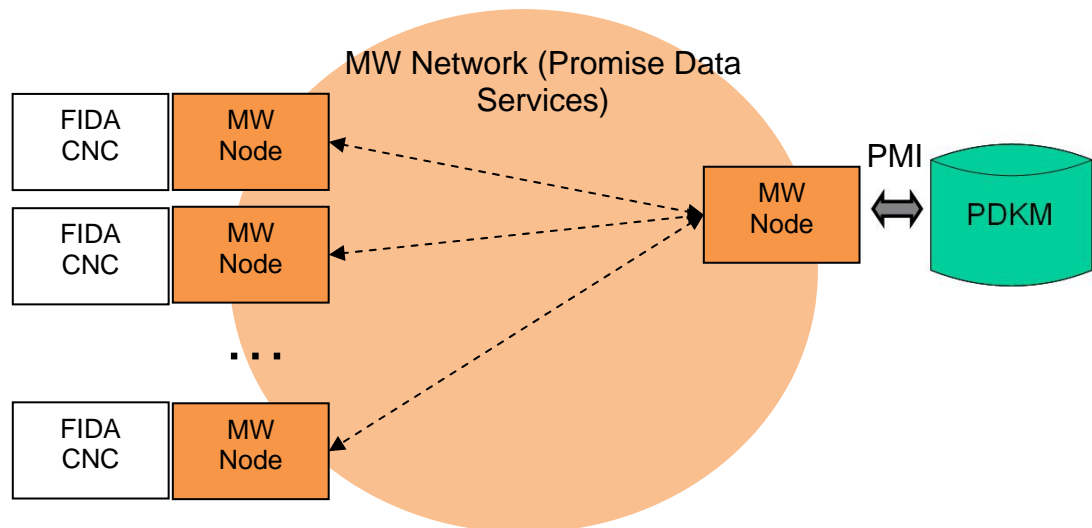 MW Network (Promise Data
Services)
FIDA
CNC
MW
Node
FIDA
CNC
MW
Node
...
FIDA
CNC
MW
Node
MW
Node
PMI
PDKM